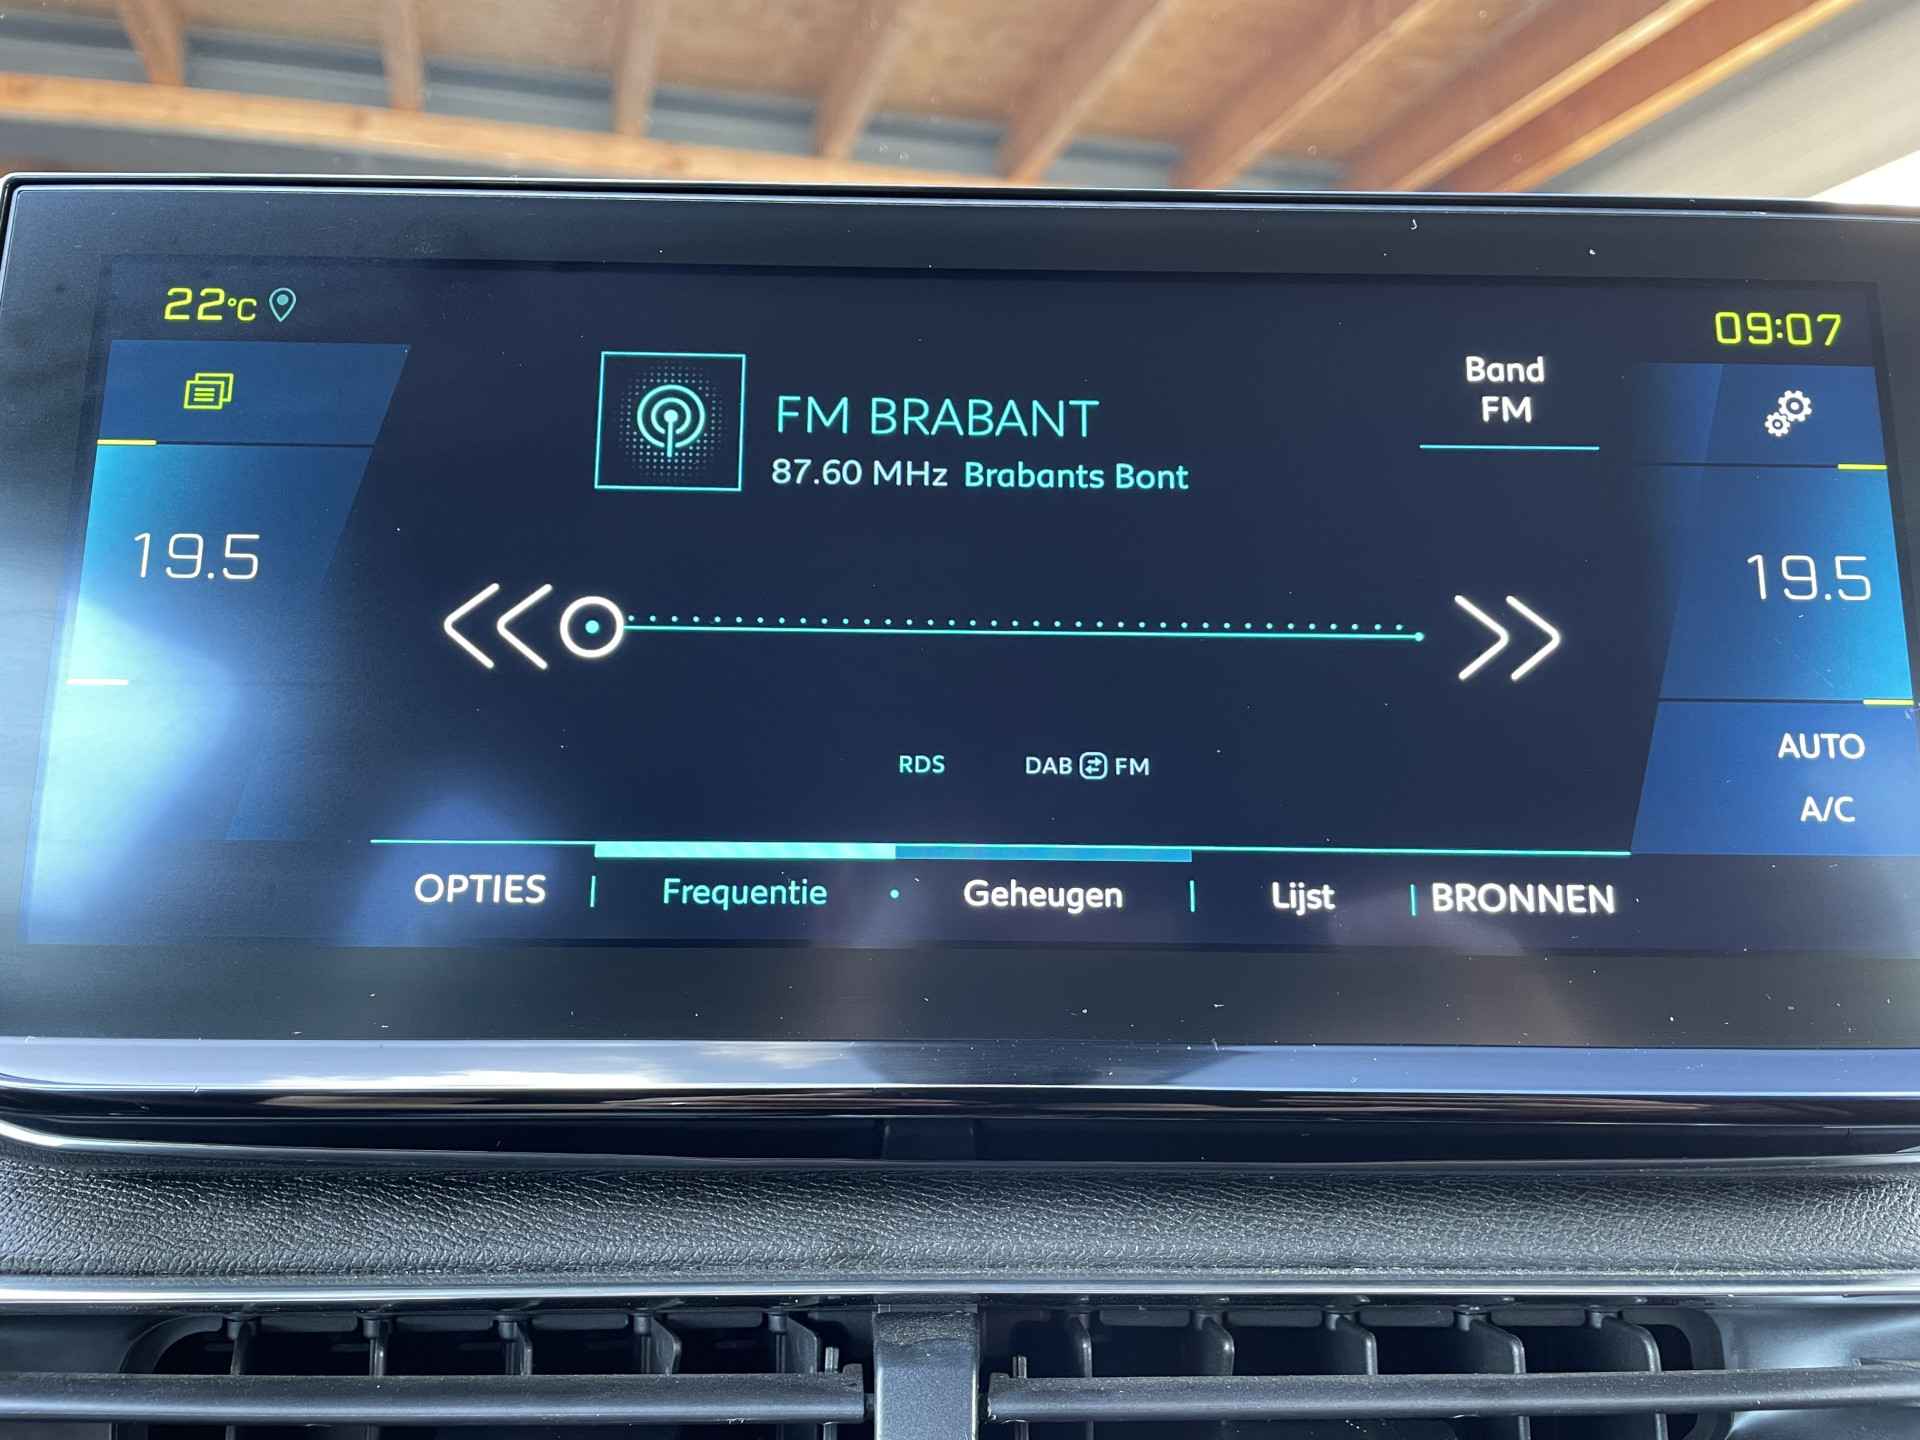 22°C
09:07
Band
FM
FM BRABANT
87.60 MHz Brabants Bont
19.5
19.5
RDS
DAB FM
AUTO
A/C
OPTIES
Frequentie
Geheugen
Lijst
BRONNEN